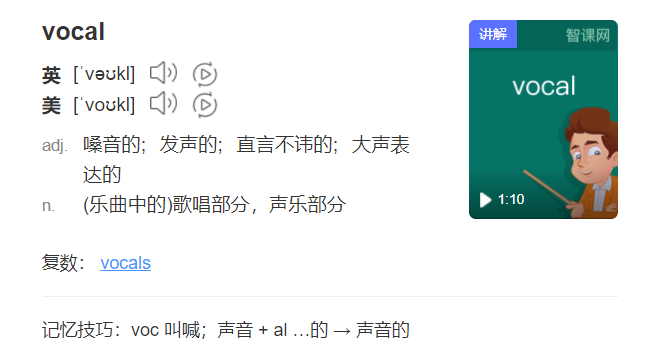 vocal
英 [ˈvəʊkl]
美 [ˈvoʊkl]
adj. 嗓音的；发声的；直言不讳的；大声表
达的
n. (乐曲中的)歌唱部分，声乐部分
复数： vocals
记忆技巧：voc 叫喊；声音 + al …的 → 声音的
讲解
智课网
vocal
1:10